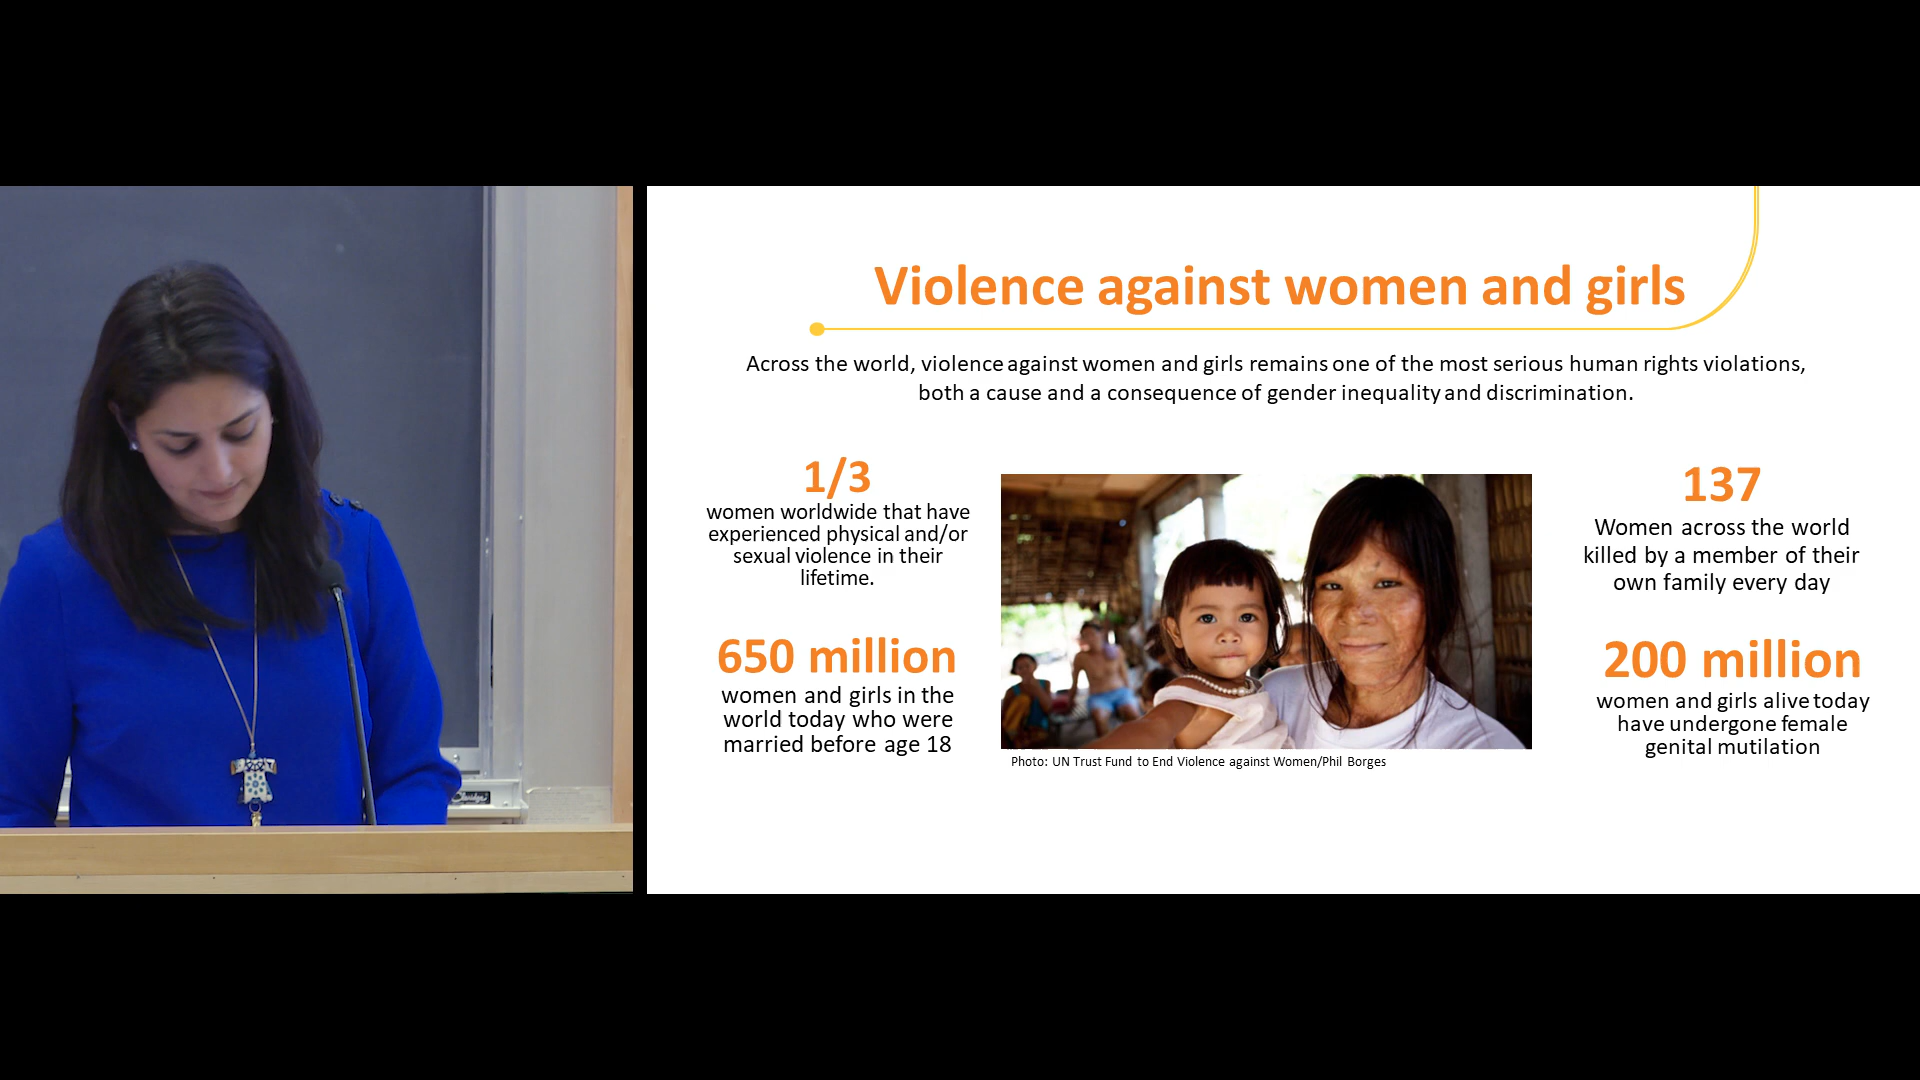 Violence against women and girls
Across the world, violence against women and girls remains one of the most serious human rights violations,
both a cause and a consequence of gender inequality and discrimination.
1/3
women worldwide that have
experienced physical and/or
sexual violence in their
lifetime.
650 million
women and girls in the
world today who were
married before age 18
Photo: UN Trust Fund to End Violence against Women/Phil Borges
137
Women across the world
killed by a member of their
own family every day
200 million
women and girls alive today
have undergone female
genital mutilation